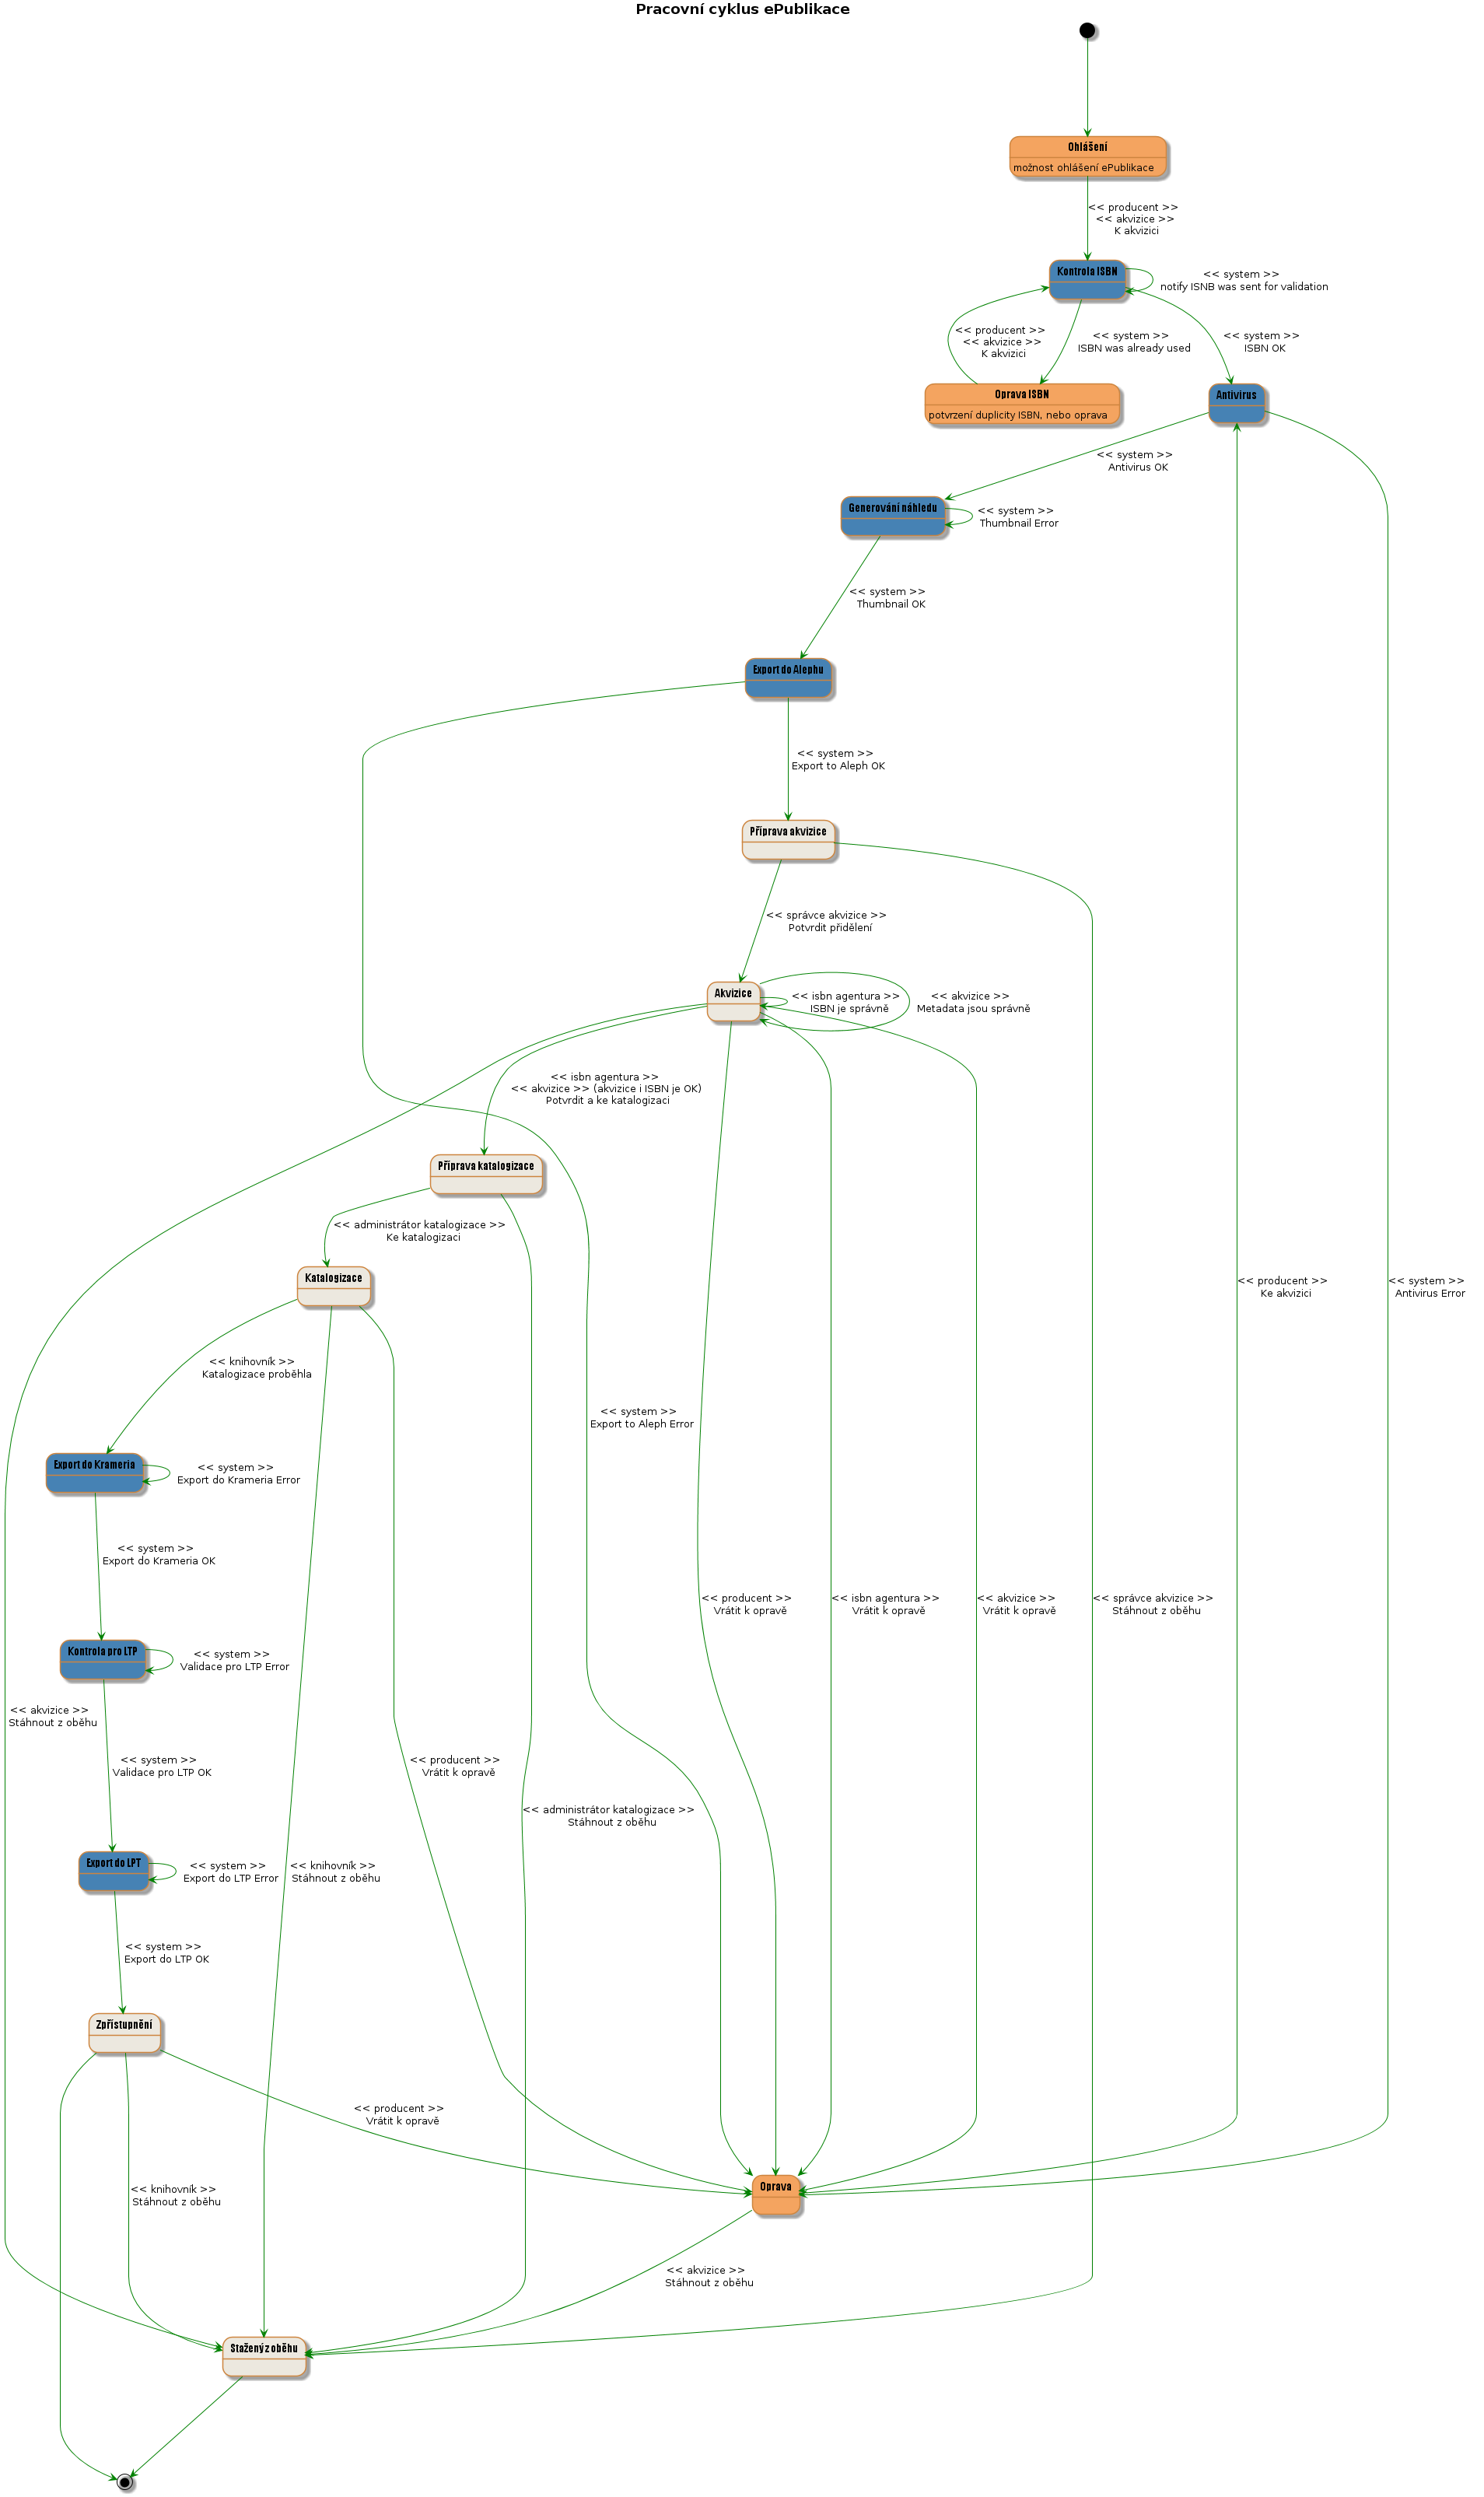 Pracovní cyklus ePublikace
Ohlášení
možnost ohlášení ePublikace
<< producent >>
<< akvizice >>
K akvizici
Kontrola ISBN
<< system >>
notify ISNB was sent for validation
<< producent >>
<< akvizice >>
K akvizici
<< system >>
ISBN was already used
<< system >>
ISBN OK
Oprava ISBN
potvrzení duplicity ISBN, nebo oprava
Antivirus
<< system >>
Antivirus OK
Generování náhledu
<< system >>
Thumbnail Error
<< system >>
Thumbnail OK
Export do Alephu
<< system >>
Export to Aleph OK
Příprava akvizice
<< správce akvizice >>
Potvrdit přidělení
Akvizice
<< isbn agentura >>
ISBN je správně
<< akvizice >>
Metadata jsou správně
<< isbn agentura >>
<< akvizice >> (akvizice i ISBN je OK)
Potvrdit a ke katalogizaci
Příprava katalogizace
<< administrátor katalogizace >>
Ke katalogizaci
Katalogizace
<< producent >>
Ke akvizici
<< system >>
Antivirus Error
<< knihovník >>
Katalogizace proběhla
<< system >>
Export to Aleph Error
Export do Krameria
<< system >>
Export do Krameria Error
<< system >>
Export do Krameria OK
<< producent >>
Vrátit k opravě
<< isbn agentura >>
Vrátit k opravě
<< akvizice >>
Vrátit k opravě
<< správce akvizice >>
Stáhnout z oběhu
Kontrola pro LTP
<< system >>
Validace pro LTP Error
<< akvizice >>
Stáhnout z oběhu
<< system >>
Validace pro LTP OK
<< producent >>
Vrátit k opravě
<< administrátor katalogizace >>
Stáhnout z oběhu
Export do LPT
<< system >>
Export do LTP Error
<< knihovník >>
Stáhnout z oběhu
<< system >>
Export do LTP OK
Zpřístupnění
<< producent >>
Vrátit k opravě
<< knihovník >>
Stáhnout z oběhu
Oprava
<< akvizice >>
Stáhnout z oběhu
Stažený z oběhu